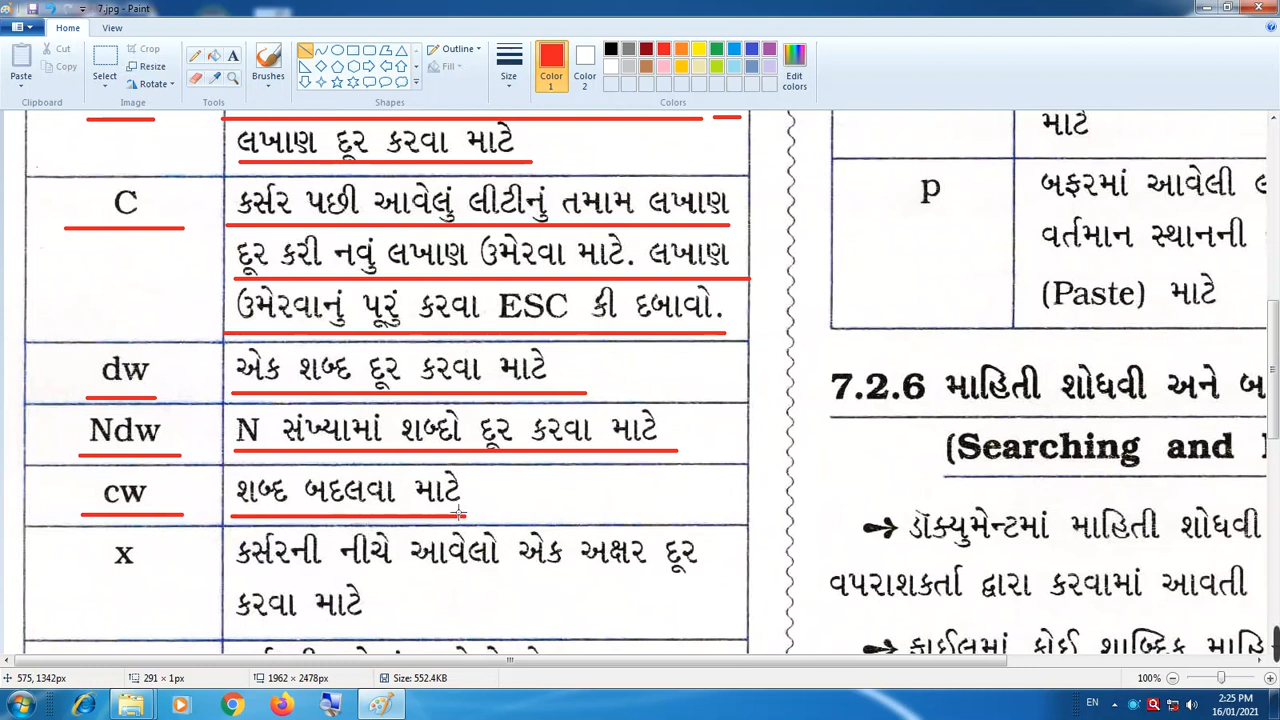 7.jpg - Paint
Home
View
Paste
Cut
Copy
Clipboard
Select
Crop
Resize
Rotate
Image
Tools
Brushes
Outline
Fill
Shapes
Size
Color
1
Color
2
Edit
colors
Colors
લખાણ દૂર કરવા માટે
C
કર્સર પછી આવેલું લીટીનું તમામ લખાણ
દૂર કરી નવું લખાણ ઉમેરવા માટે. લખાણ
ઉમેરવાનું પૂરું કરવા ESC કી દબાવો.
dw
એક શબ્દ દૂર કરવા માટે
Ndw
N સંખ્યામાં શબ્દો દૂર કરવા માટે
cw
શબ્દ બદલવા માટે
x
કર્સરની નીચે આવેલો એક અક્ષર દૂર
કરવા માટે
માટે
p
બફરમાં આવેલી
વર્તમાન સ્થાનની
(Paste) માટે
7.2.6 માહિતી શોધવી અને
(Searching and
ડૉક્યુમેન્ટમાં માહિતી શોધવી
વપરાશકર્તા દ્વારા કરવામાં આવતી
ફાઈલમાં કોઈ શાબ્દિક
575, 1342px
291 × 1px
1962 × 2478px
Size: 552.4KB
100%
EN
2:25 PM
16/01/2021